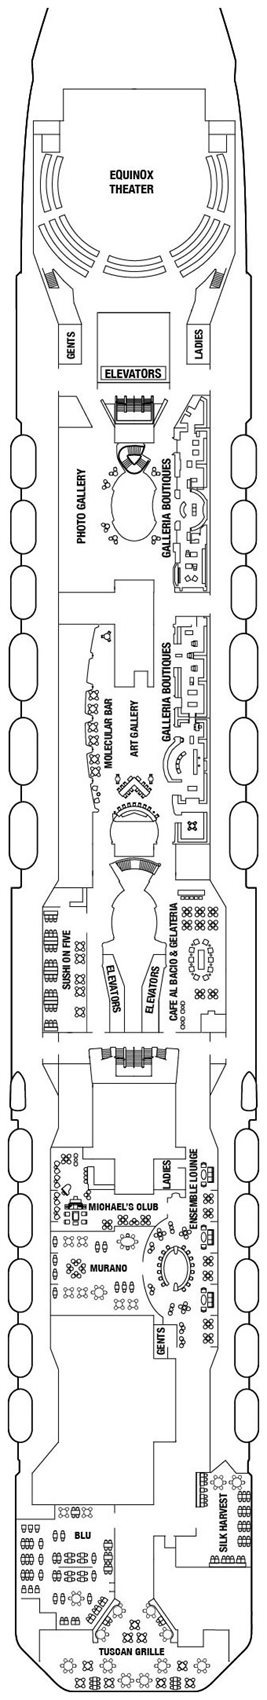 EQUINOX
THEATER
GENTS
LADIES
ELEVATORS
PHOTO GALLERY
GALLERIA BOUTIQUES
MOLECULAR BAR
ART GALLERY
GALLERIA BOUTIQUES
SUSHI ON FIVE
ELEVATORS
ELEVATORS
CAFE AL BACIO & GELATERIA
LADIES
ENSEMBLE LOUNGE
MICHAEL'S CLUB
MURANO
GENTS
SILK HARVEST
BLU
TUSCAN GRILLE